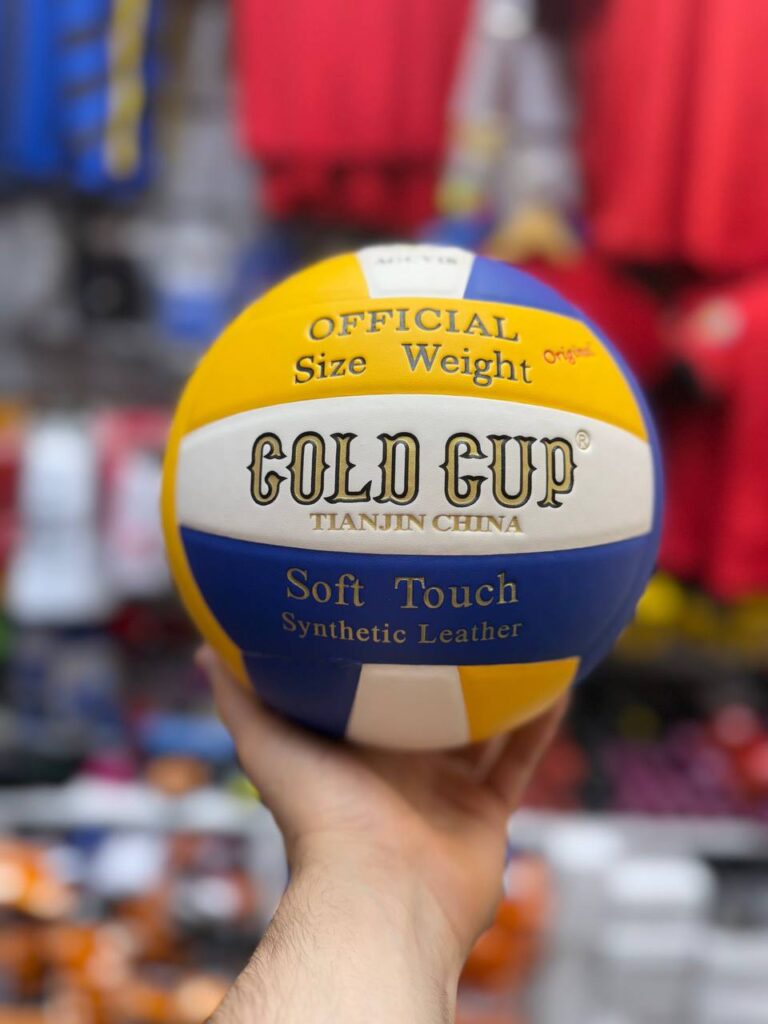 OFFICIAL
Size Weight Original
GOLD CUP®
TIANJIN CHINA
Soft Touch
Synthetic Leather